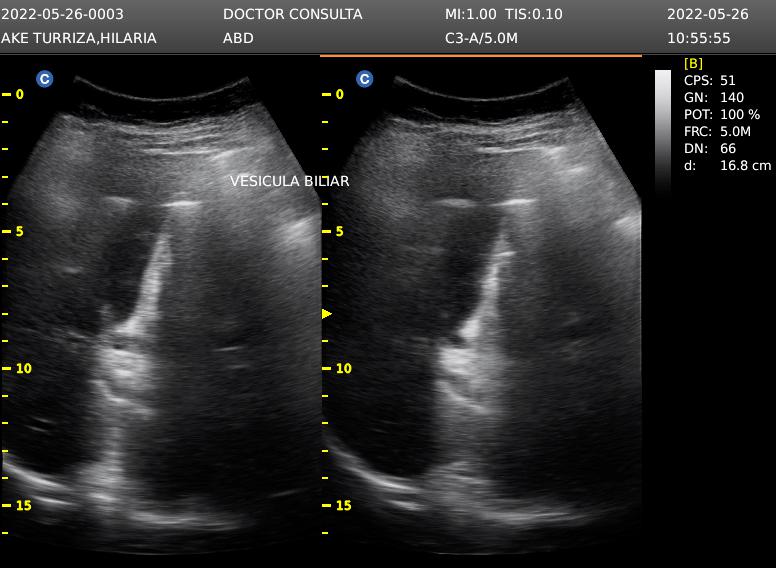 2022-05-26-0003 DOCTOR CONSULTA MI:1.00 TIS:0.10 2022-05-26
AKE TURRIZA,HILARIA ABD C3-A/5.0M 10:55:55
C C
[B]
CPS: 51
GN: 140
POT: 100 %
FRC: 5.0M
DN: 66
d: 16.8 cm
VESICULA BILIAR
0 0
5 5
10 10
15 15